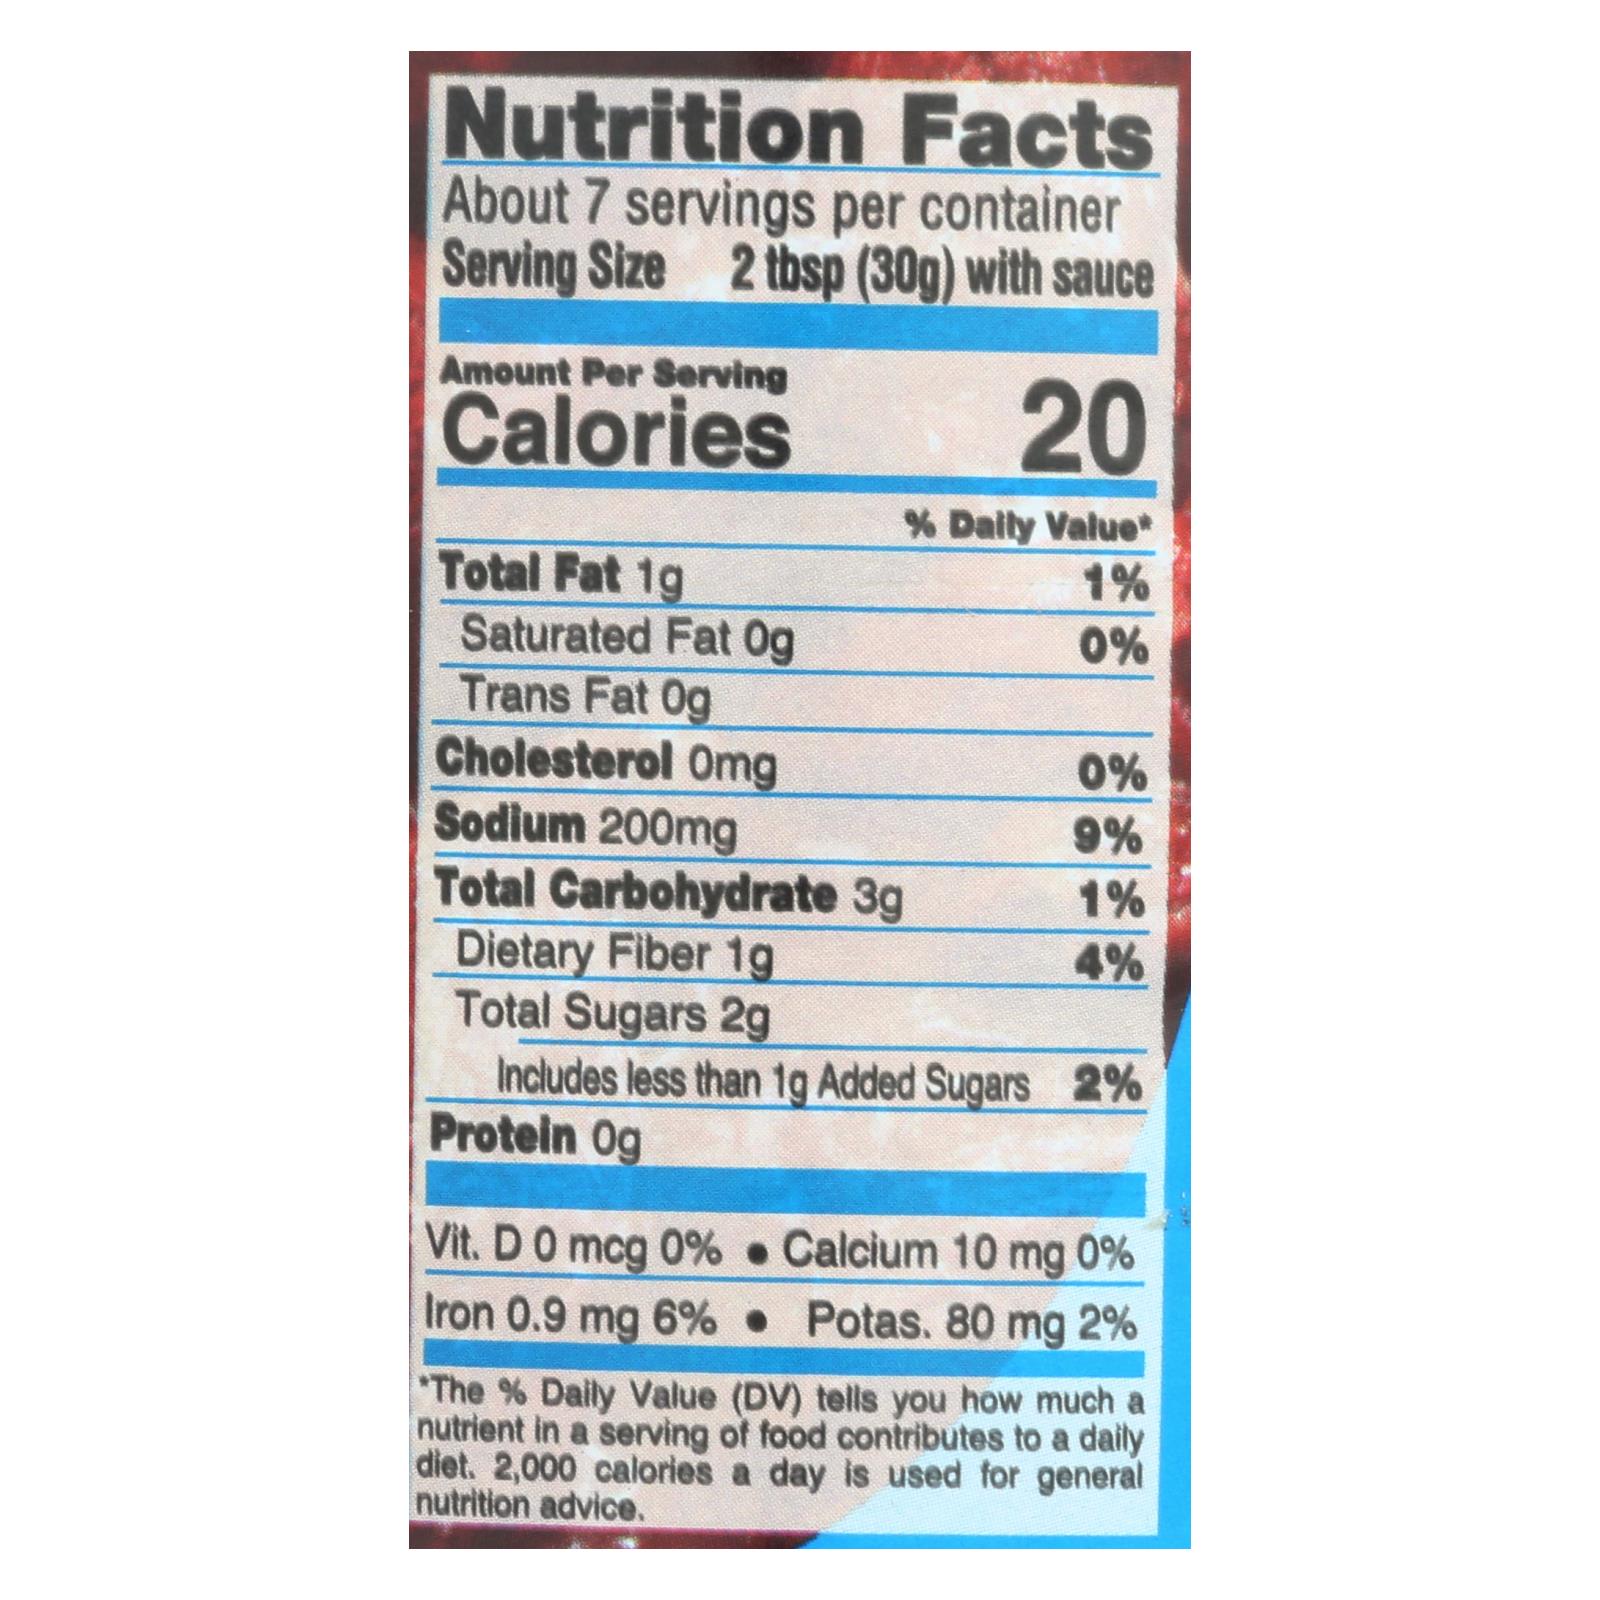 Nutrition Facts
About 7 servings per container
Serving Size 2 tbsp (30g) with sauce
Amount Per Serving
Calories 20
% Daily Value*
Total Fat 1g 1%
Saturated Fat 0g 0%
Trans Fat 0g
Cholesterol 0mg 0%
Sodium 200mg 9%
Total Carbohydrate 3g 1%
Dietary Fiber 1g 4%
Total Sugars 2g
Includes less than 1g Added Sugars 2%
Protein 0g
Vit. D 0 mcg 0% • Calcium 10 mg 0%
Iron 0.9 mg 6% • Potas. 80 mg 2%
*The % Daily Value (DV) tells you how much a
nutrient in a serving of food contributes to a daily
diet. 2,000 calories a day is used for general
nutrition advice.